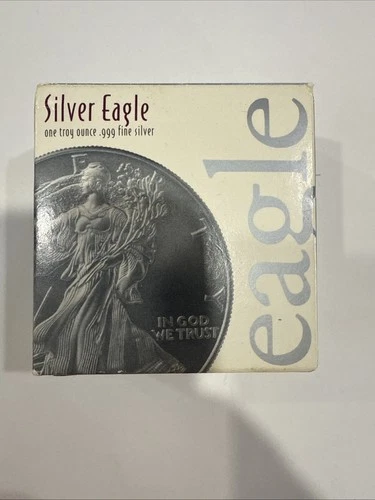 Silver Eagle
one troy ounce .999 fine silver
L
Y
IN GOD
WE TRUST
eagle